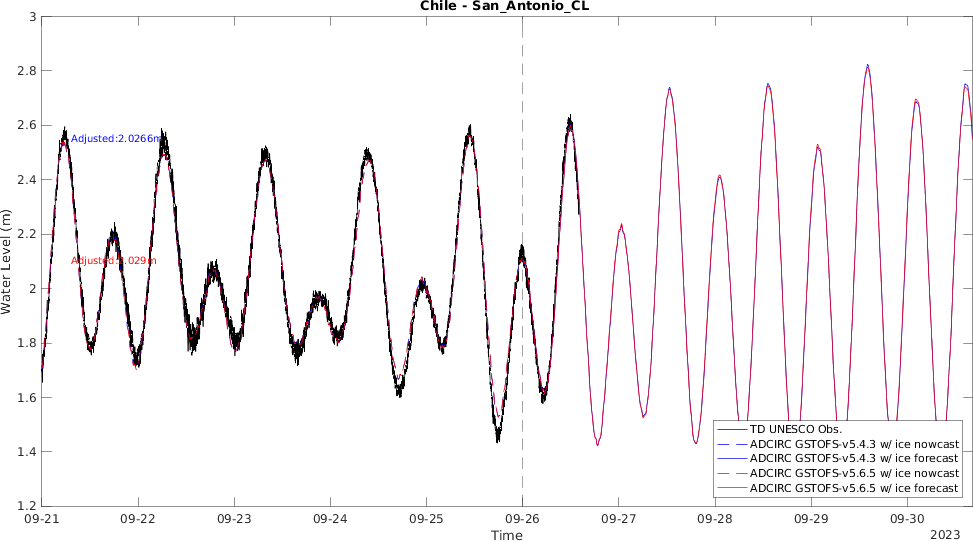 Chile - San_Antonio_CL
3
2.8
2.6
2.4
2.2
2
1.8
1.6
1.4
1.2
Water Level (m)
Adjusted:2.0266m
TD UNESCO Obs.
ADCIRC GSTOFS-v5.4.3 w/ ice nowcast
ADCIRC GSTOFS-v5.4.3 w/ ice forecast
ADCIRC GSTOFS-v5.6.5 w/ ice nowcast
ADCIRC GSTOFS-v5.6.5 w/ ice forecast
09-21 09-22 09-23 09-24 09-25 09-26 09-27 09-28 09-29 09-30
Time
2023